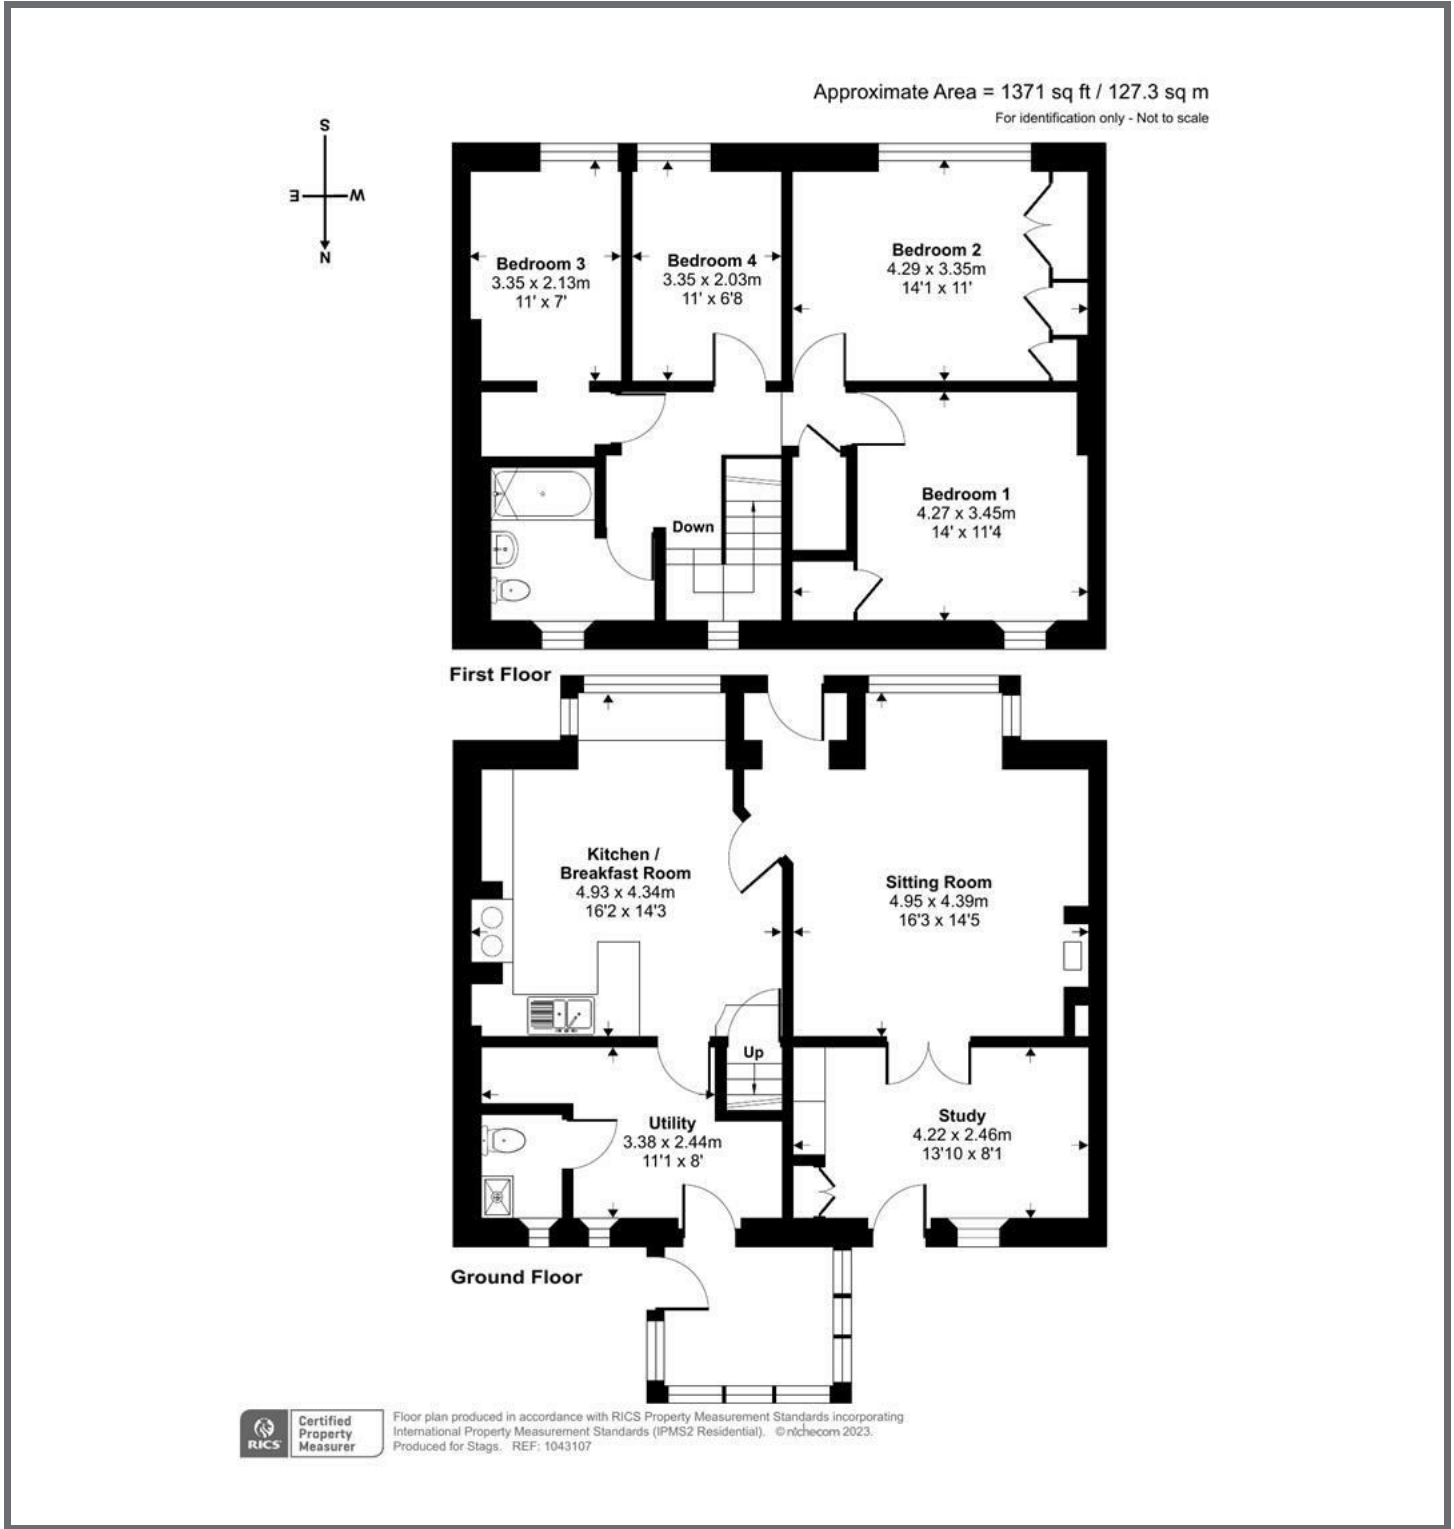 Approximate Area = 1371 sq ft / 127.3 sq m
For identification only - Not to scale
S
E
W
N
Bedroom 3
3.35 x 2.13m
11' x 7'
Bedroom 4
3.35 x 2.03m
11' x 6'8
Bedroom 2
4.29 x 3.35m
14'1 x 11'
Bedroom 1
4.27 x 3.45m
14' x 11'4
Down
First Floor
Kitchen /
Breakfast Room
4.93 x 4.34m
16'2 x 14'3
Sitting Room
4.95 x 4.39m
16'3 x 14'5
Up
Utility
3.38 x 2.44m
11'1 x 8'
Study
4.22 x 2.46m
13'10 x 8'1
Ground Floor
RICS
Certified
Property
Measurer
Floor plan produced in accordance with RICS Property Measurement Standards incorporating
International Property Measurement Standards (IPMS2 Residential). © nichecom 2023.
Produced for Stags. REF: 1043107